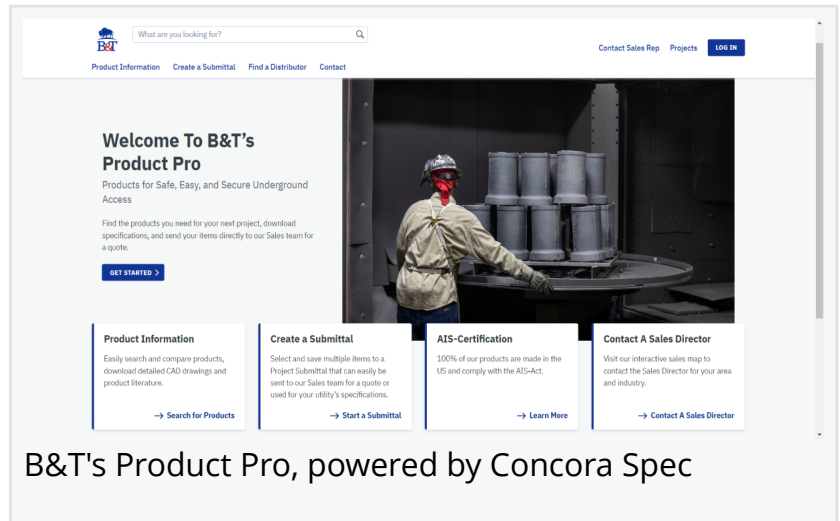 What are you looking for?
B&T
Contact Sales Rep Projects LOG IN
Product Information Create a Submittal Find a Distributor Contact
Welcome To B&T's
Product Pro
Products for Safe, Easy, and Secure Underground
Access
Find the products you need for your next project, download
specifications, and send your items directly to our Sales team for
a quote.
GET STARTED >
Product Information
Easily search and compare products,
download detailed CAD drawings and
product literature.
→ Search for Products
Create a Submittal
Select and save multiple items to a
Project Submittal that can easily be
sent to our Sales team for a quote or
used for your utility's specifications.
→ Start a Submittal
AIS-Certification
100% of our products are made in the
US and comply with the AIS-Act.
→ Learn More
Contact A Sales Director
Visit our interactive sales map to
contact the Sales Director for your area
and industry.
→ Contact A Sales Director
B&T's Product Pro, powered by Concora Spec